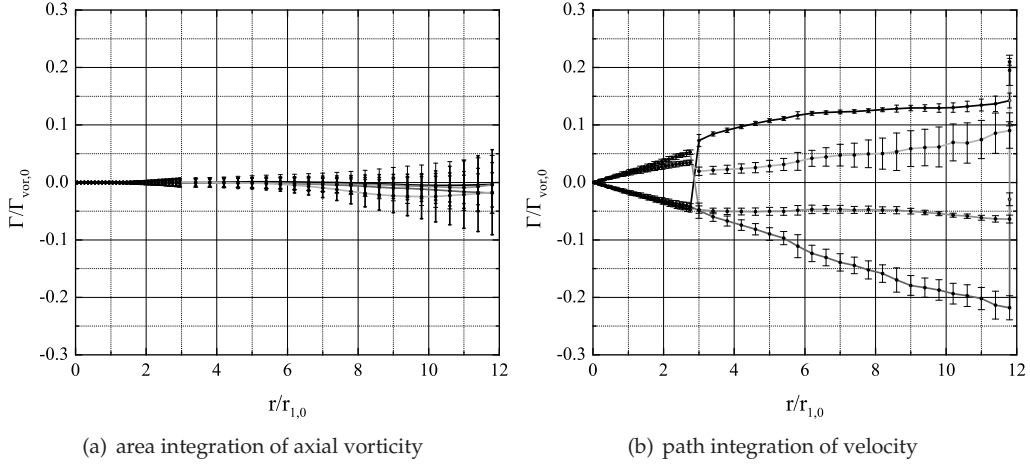 0.3
0.2
0.1
0.0
-0.1
-0.2
-0.3
Γ/Γvor,0
0 2 4 6 8 10 12
r/r1,0
(a) area integration of axial vorticity
0.3
0.2
0.1
0.0
-0.1
-0.2
-0.3
Γ/Γvor,0
0 2 4 6 8 10 12
r/r1,0
(b) path integration of velocity